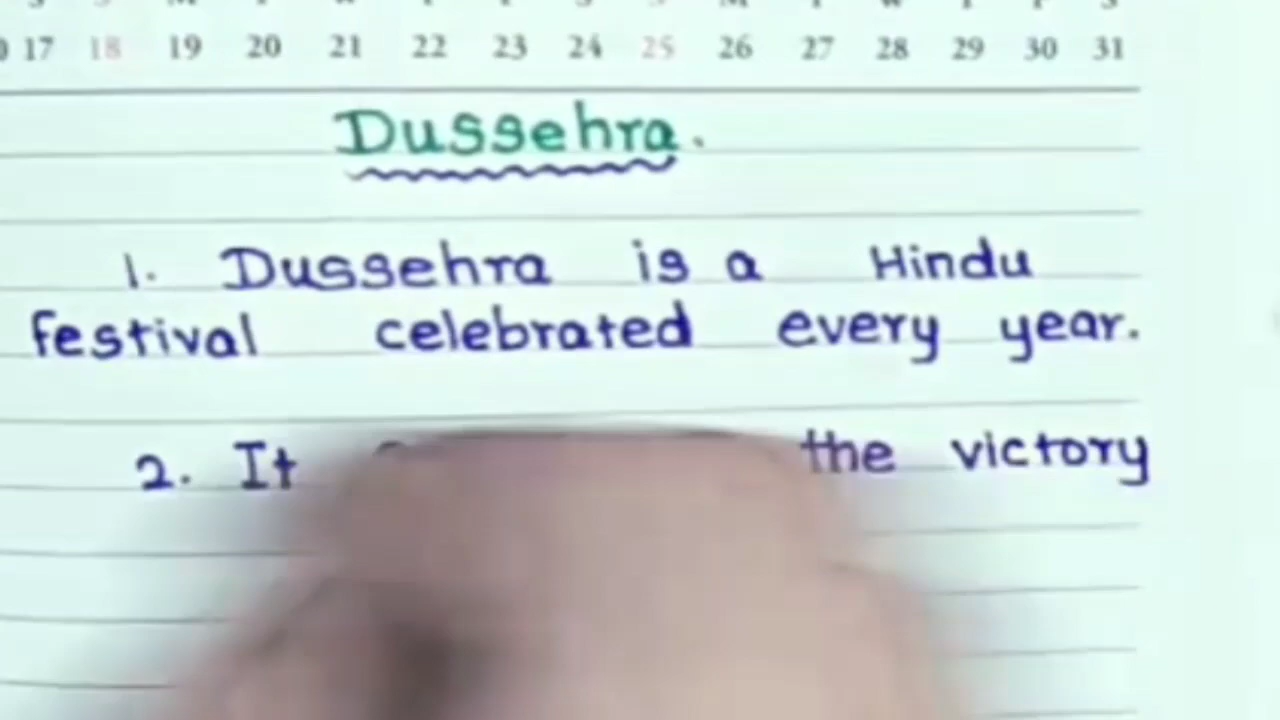 17 18 19 20 21 22 23 24 25 26 27 28 29 30 31
Dussehra.
1. Dussehra is a Hindu
festival celebrated every year.
2. It the victory